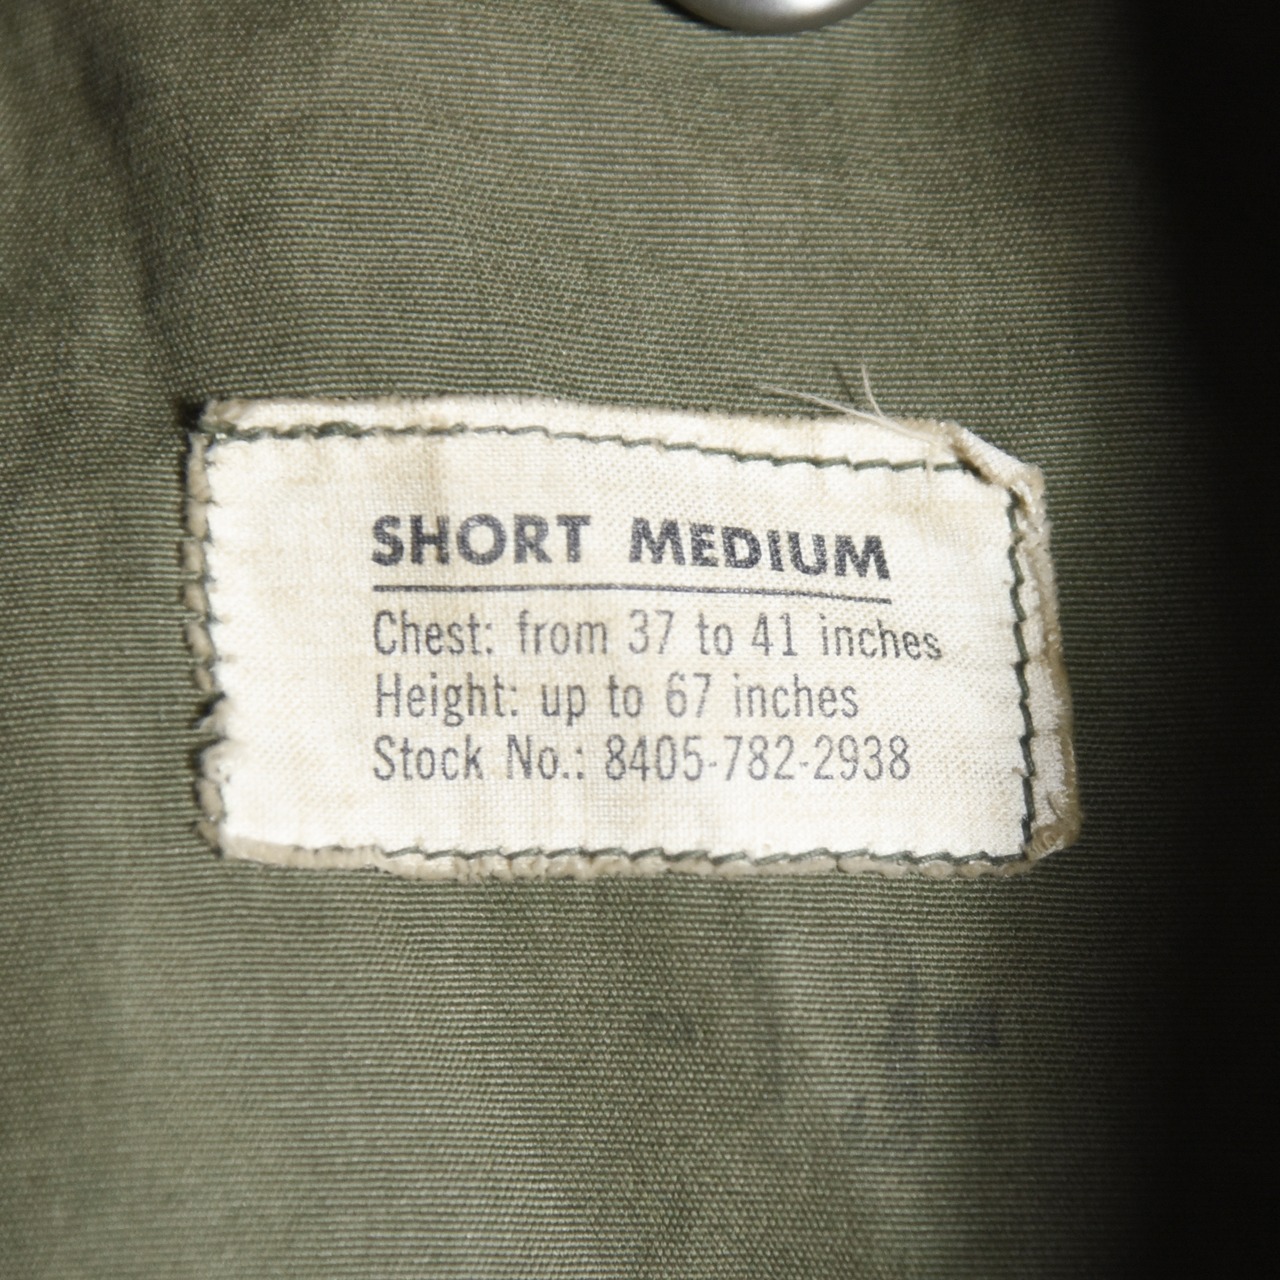 SHORT MEDIUM
Chest: from 37 to 41 inches
Height: up to 67 inches
Stock No.: 8405-782-2938